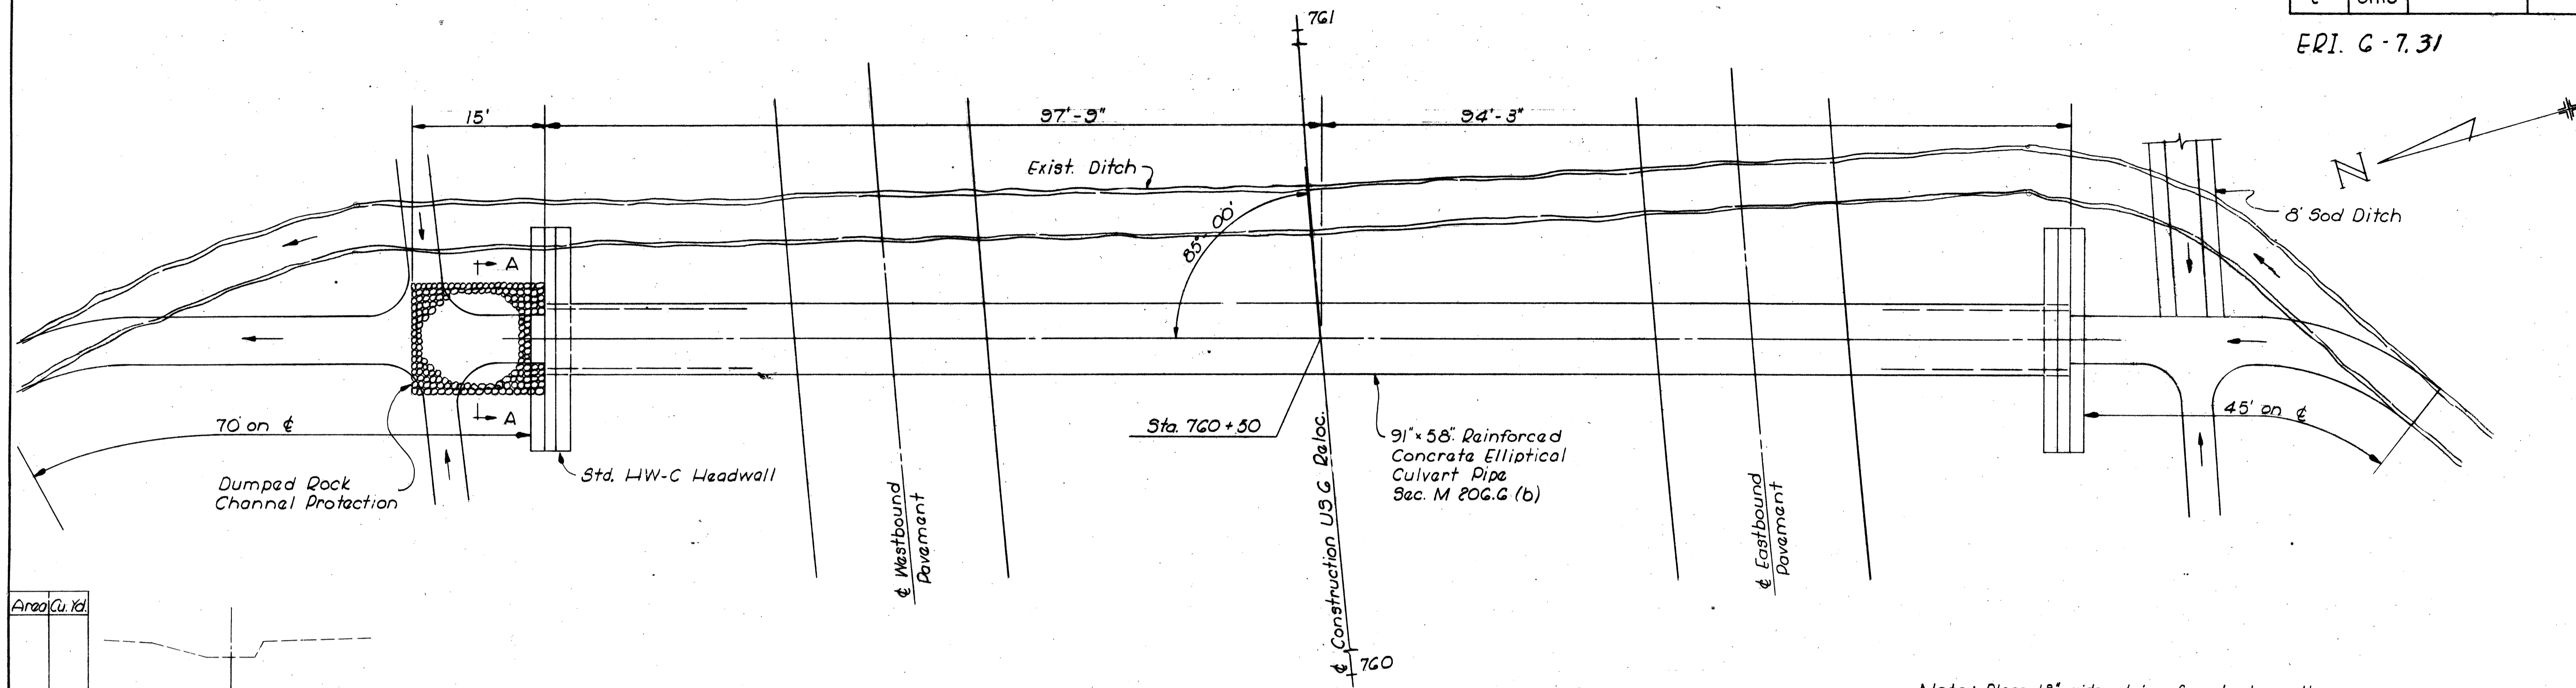 OHIO
ERI. 6-7.31
761
15'
97'-9"
94'-3"
Exist. Ditch
N
8' Sod Ditch
85°-00'
A
A
70' on ℄
Sta. 760+50
45' on ℄
Std. HW-C Headwall
Dumped Rock
Channel Protection
91"x58" Reinforced
Concrete Elliptical
Culvert Pipe
Sec. M 206.6 (b)
℄ Westbound
Pavement
℄ Construction US 6 Reloc.
℄ Eastbound
Pavement
760
Area Cu. Yd.